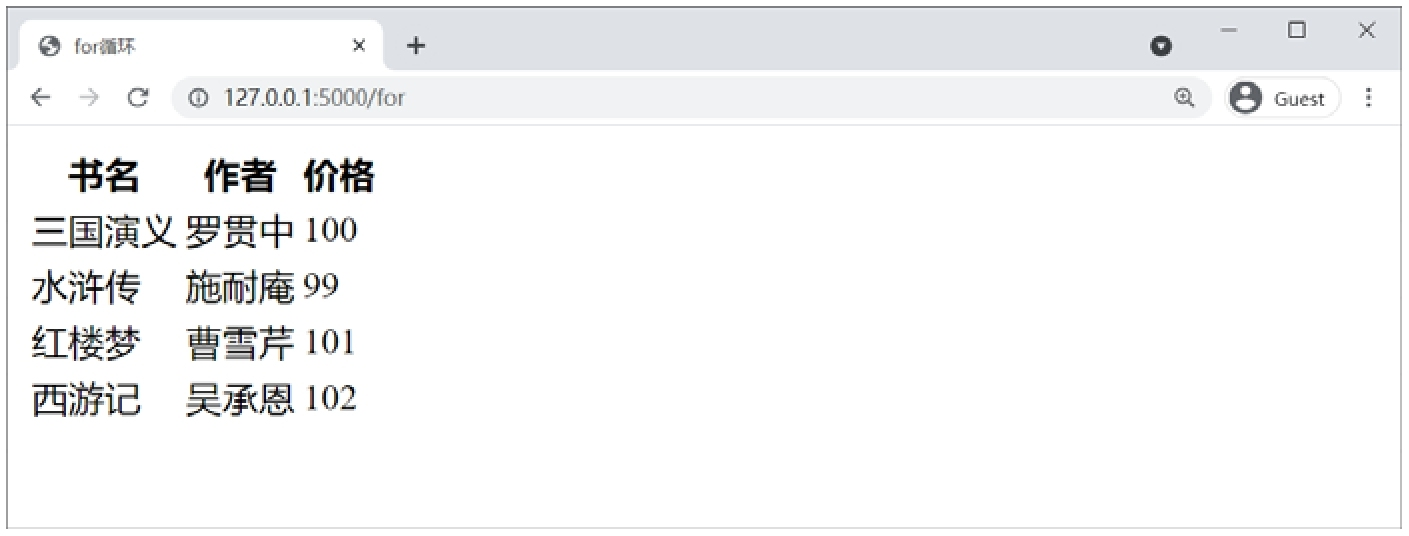 for循环
127.0.0.1:5000/for
Guest
书名 作者 价格
三国演义 罗贯中 100
水浒传 施耐庵 99
红楼梦 曹雪芹 101
西游记 吴承恩 102